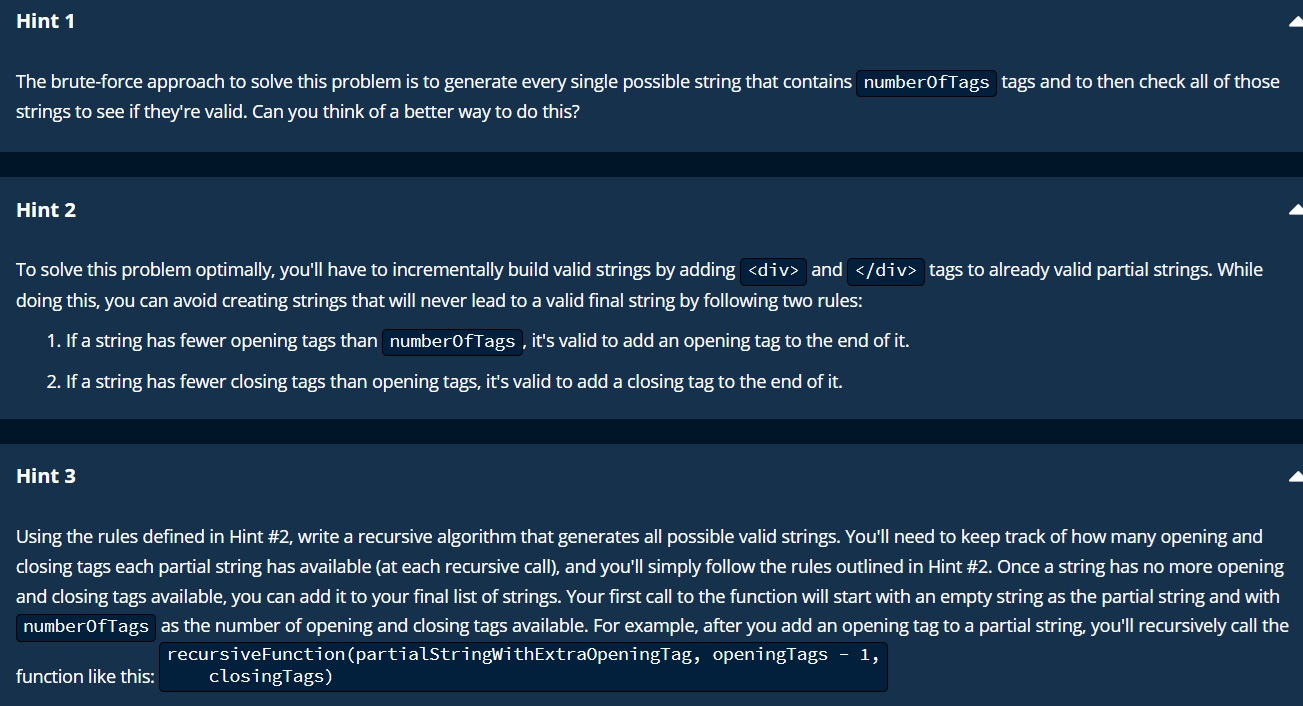 Hint 1
The brute-force approach to solve this problem is to generate every single possible string that contains numberOfTags tags and to then check all of those
strings to see if they're valid. Can you think of a better way to do this?
Hint 2
To solve this problem optimally, you'll have to incrementally build valid strings by adding <div> and </div> tags to already valid partial strings. While
doing this, you can avoid creating strings that will never lead to a valid final string by following two rules:
1. If a string has fewer opening tags than numberOfTags , it's valid to add an opening tag to the end of it.
2. If a string has fewer closing tags than opening tags, it's valid to add a closing tag to the end of it.
Hint 3
Using the rules defined in Hint #2, write a recursive algorithm that generates all possible valid strings. You'll need to keep track of how many opening and
closing tags each partial string has available (at each recursive call), and you'll simply follow the rules outlined in Hint #2. Once a string has no more opening
and closing tags available, you can add it to your final list of strings. Your first call to the function will start with an empty string as the partial string and with
numberOfTags as the number of opening and closing tags available. For example, after you add an opening tag to a partial string, you'll recursively call the
function like this: recursiveFunction(partialStringWithExtraOpeningTag, openingTags - 1,
closingTags)